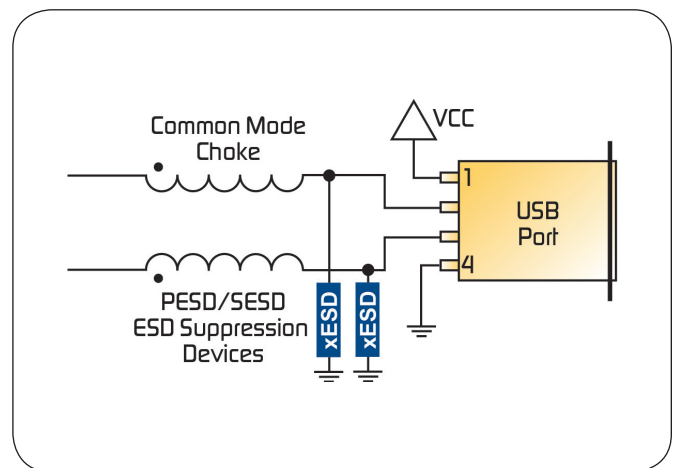 Common Mode
Choke
VCC
1
USB
Port
4
PESD/SESD
ESD Suppression
Devices
xESD
xESD